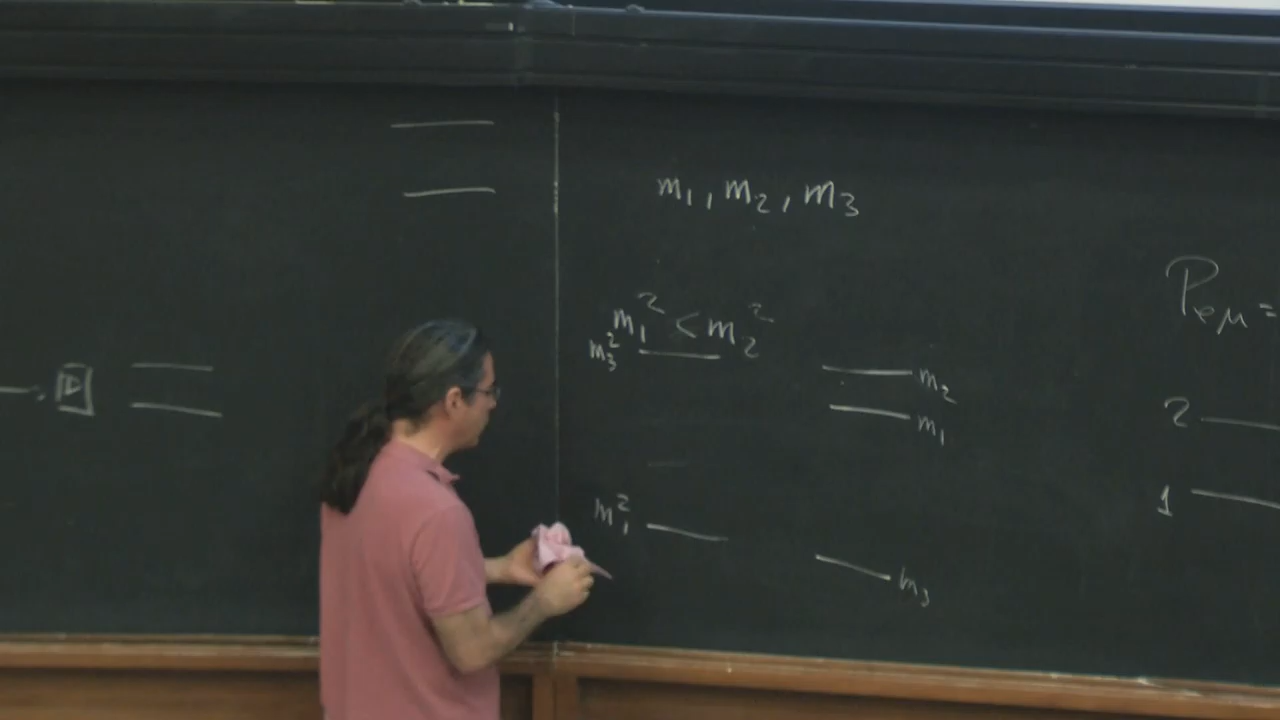 m₁, m₂, m₃
m₁² < m₂²
m₃²
m₂
m₁
m₁²
m₃
P_eμ =
2
1
D